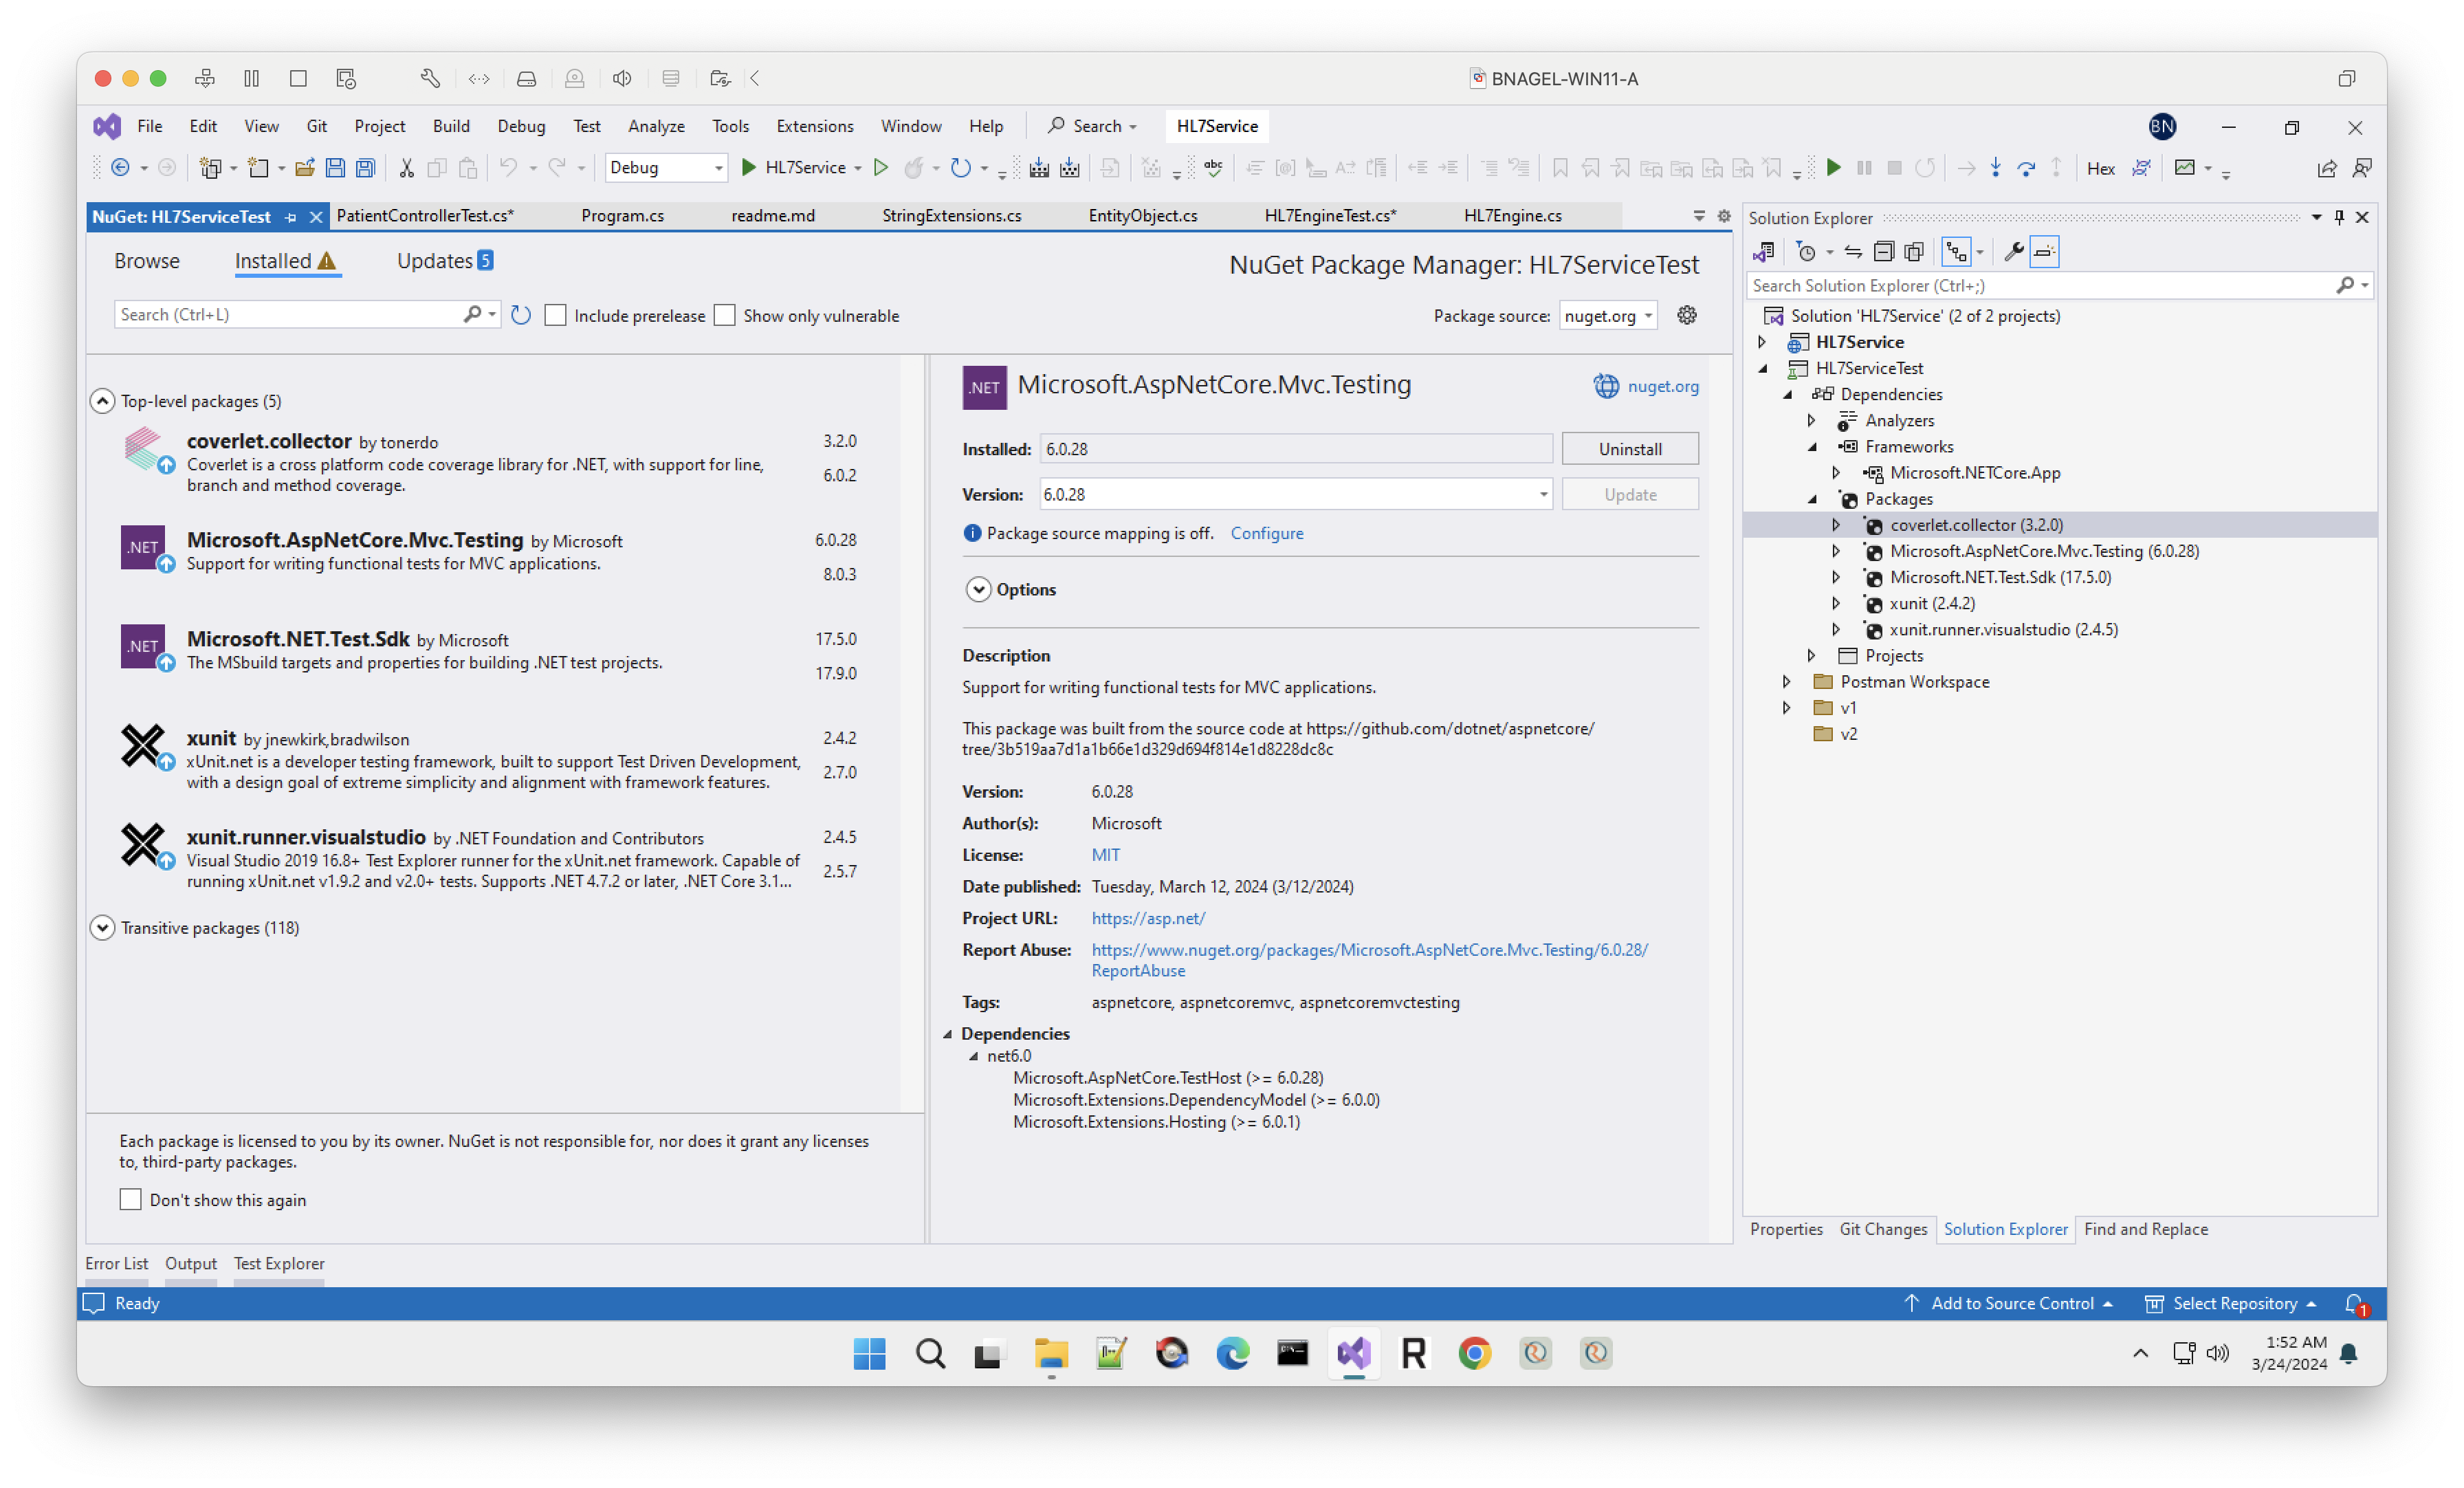 BNAGEL-WIN11-A
File Edit View Git Project Build Debug Test Analyze Tools Extensions Window Help Search HL7Service BN
Debug HL7Service abc Hex
NuGet: HL7ServiceTest PatientControllerTest.cs* Program.cs readme.md StringExtensions.cs EntityObject.cs HL7EngineTest.cs* HL7Engine.cs
Browse Installed Updates 5
NuGet Package Manager: HL7ServiceTest
Search (Ctrl+L) Include prerelease Show only vulnerable Package source: nuget.org
Top-level packages (5)
coverlet.collector by tonerdo 3.2.0
Coverlet is a cross platform code coverage library for .NET, with support for line,
branch and method coverage. 6.0.2
.NET Microsoft.AspNetCore.Mvc.Testing by Microsoft 6.0.28
Support for writing functional tests for MVC applications.
8.0.3
.NET Microsoft.NET.Test.Sdk by Microsoft 17.5.0
The MSbuild targets and properties for building .NET test projects.
17.9.0
xunit by jnewkirk,bradwilson 2.4.2
xUnit.net is a developer testing framework, built to support Test Driven Development,
with a design goal of extreme simplicity and alignment with framework features. 2.7.0
xunit.runner.visualstudio by .NET Foundation and Contributors 2.4.5
Visual Studio 2019 16.8+ Test Explorer runner for the xUnit.net framework. Capable of
running xUnit.net v1.9.2 and v2.0+ tests. Supports .NET 4.7.2 or later, .NET Core 3.1... 2.5.7
Transitive packages (118)
Each package is licensed to you by its owner. NuGet is not responsible for, nor does it grant any licenses
to, third-party packages.
Don't show this again
.NET Microsoft.AspNetCore.Mvc.Testing nuget.org
Installed: 6.0.28 Uninstall
Version: 6.0.28 Update
Package source mapping is off. Configure
Options
Description
Support for writing functional tests for MVC applications.
This package was built from the source code at https://github.com/dotnet/aspnetcore/
tree/3b519aa7d1a1b66e1d329d694f814e1d8228dc8c
Version: 6.0.28
Author(s): Microsoft
License: MIT
Date published: Tuesday, March 12, 2024 (3/12/2024)
Project URL: https://asp.net/
Report Abuse: https://www.nuget.org/packages/Microsoft.AspNetCore.Mvc.Testing/6.0.28/
ReportAbuse
Tags: aspnetcore, aspnetcoremvc, aspnetcoremvctesting
Dependencies
net6.0
Microsoft.AspNetCore.TestHost (>= 6.0.28)
Microsoft.Extensions.DependencyModel (>= 6.0.0)
Microsoft.Extensions.Hosting (>= 6.0.1)
Solution Explorer
Search Solution Explorer (Ctrl+;)
Solution 'HL7Service' (2 of 2 projects)
HL7Service
HL7ServiceTest
Dependencies
Analyzers
Frameworks
Microsoft.NETCore.App
Packages
coverlet.collector (3.2.0)
Microsoft.AspNetCore.Mvc.Testing (6.0.28)
Microsoft.NET.Test.Sdk (17.5.0)
xunit (2.4.2)
xunit.runner.visualstudio (2.4.5)
Projects
Postman Workspace
v1
v2
Properties Git Changes Solution Explorer Find and Replace
Error List Output Test Explorer
Ready Add to Source Control Select Repository 1
R
1:52 AM
3/24/2024